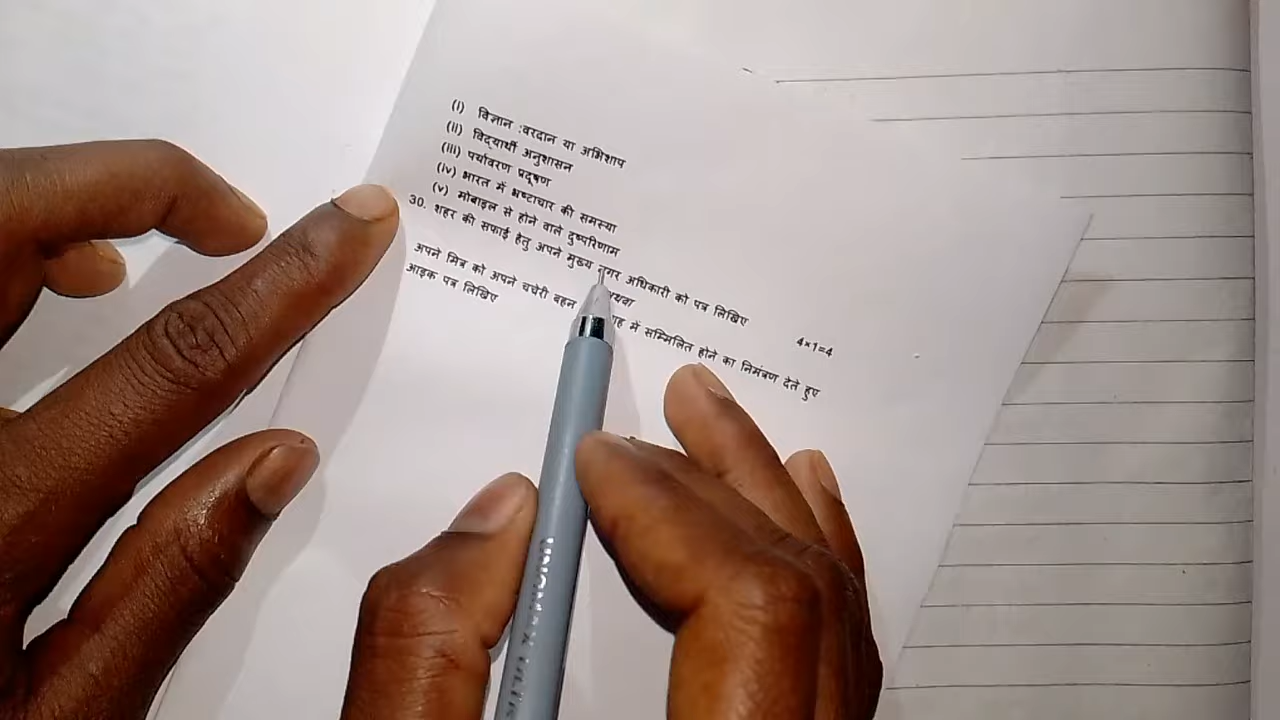 (i) विज्ञान :वरदान या अभिशाप
(ii) विद्यार्थी अनुशासन
(iii) पर्यावरण प्रदूषण
(iv) भारत में भ्रष्टाचार की समस्या
(v) मोबाइल से होने वाले दुष्परिणाम
30. शहर की सफाई हेतु अपने मुख्य नगर अधिकारी को पत्र लिखिए
4×1=4
अपने मित्र को अपने चचेरी बहन में सम्मिलित होने का निमंत्रण देते हुए
आइक पत्र लिखिए